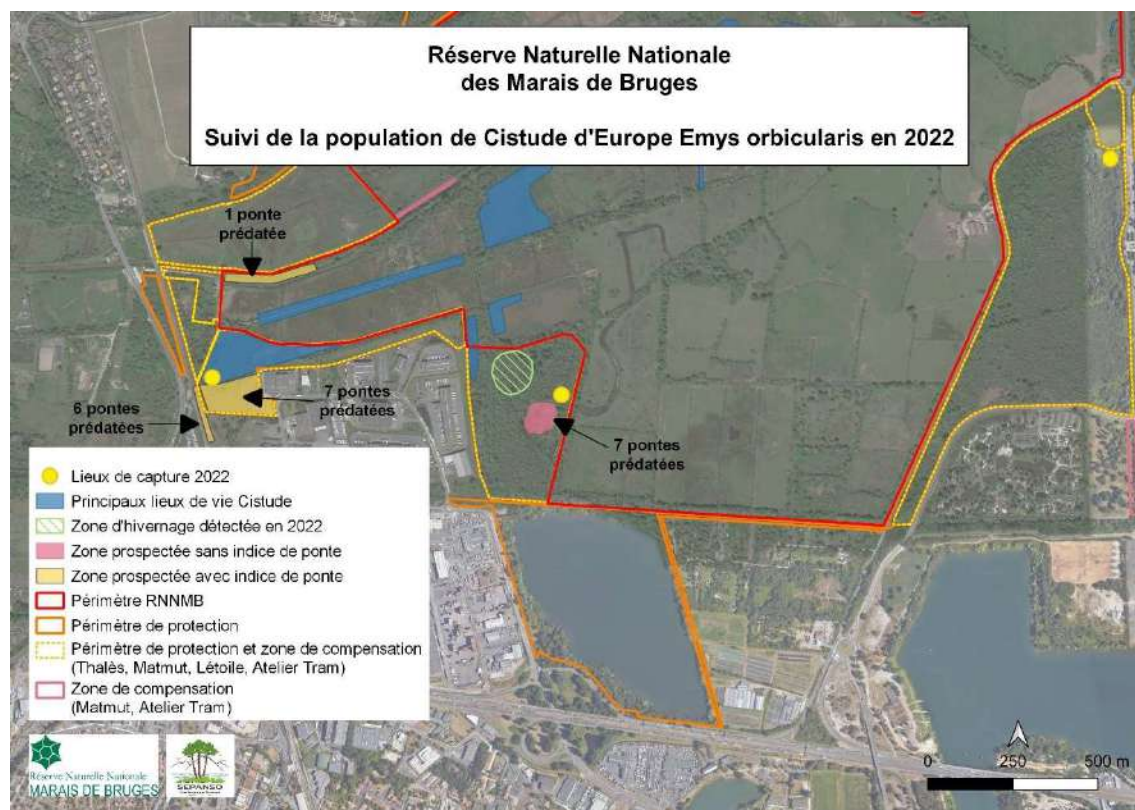 Réserve Naturelle Nationale
des Marais de Bruges
Suivi de la population de Cistude d'Europe Emys orbicularis en 2022
1 ponte
prédatée
6 pontes
prédatées
7 pontes
prédatées
7 pontes
prédatées
Lieux de capture 2022
Principaux lieux de vie Cistude
Zone d'hivernage détectée en 2022
Zone prospectée sans indice de ponte
Zone prospectée avec indice de ponte
Périmètre RNNMB
Périmètre de protection
Périmètre de protection et zone de compensation
(Thalès, Matmut, Létoile, Atelier Tram)
Zone de compensation
(Matmut, Atelier Tram)
Réserve Naturelle Nationale
MARAIS DE BRUGES
SEPANSO
0 250 500 m